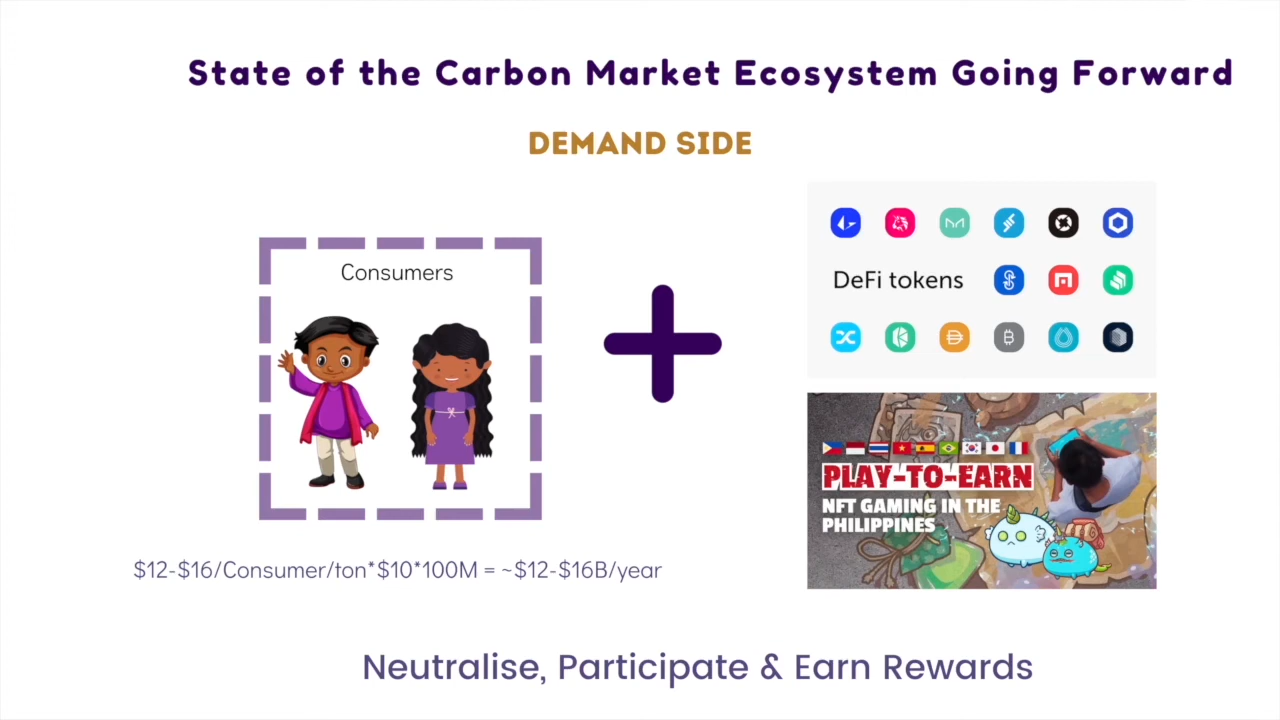 State of the Carbon Market Ecosystem Going Forward
DEMAND SIDE
Consumers
DeFi tokens
PLAY-TO-EARN
NFT GAMING IN THE
PHILIPPINES
$12-$16/Consumer/ton*$10*100M = ~$12-$16B/year
Neutralise, Participate & Earn Rewards